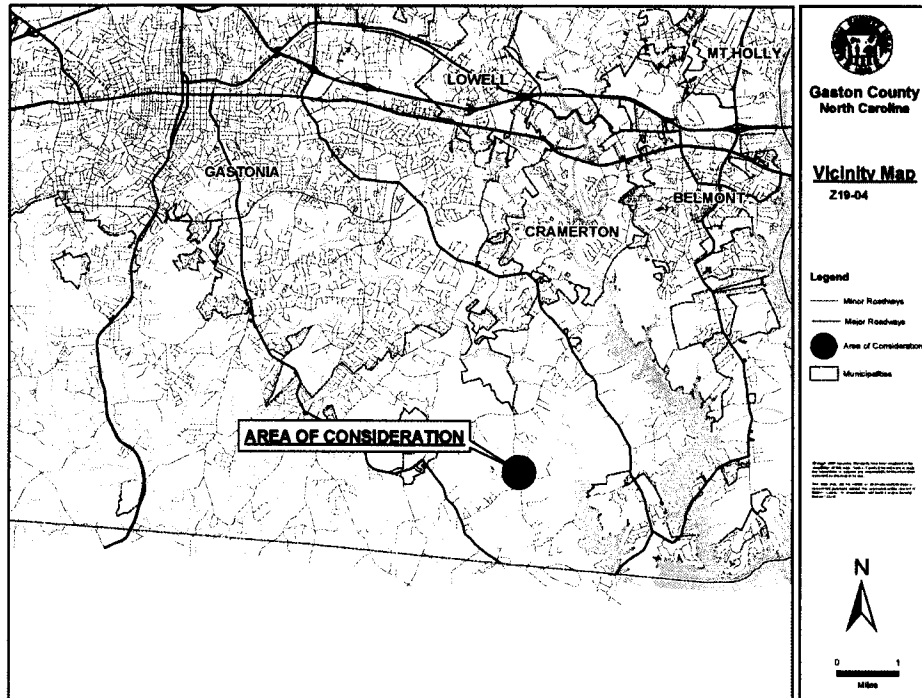 MT HOLLY
LOWELL
GASTONIA
BELMONT
CRAMERTON
AREA OF CONSIDERATION
Gaston County
North Carolina
Vicinity Map
Z19-04
Legend
Minor Roadways
Major Roadways
Area of Consideration
Municipalities
N
0 1
Miles